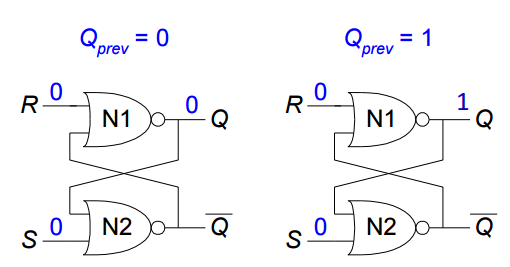 Qprev = 0
Qprev = 1
R 0 N1 0 Q
R 0 N1 1 Q
S 0 N2 Q̅
S 0 N2 Q̅